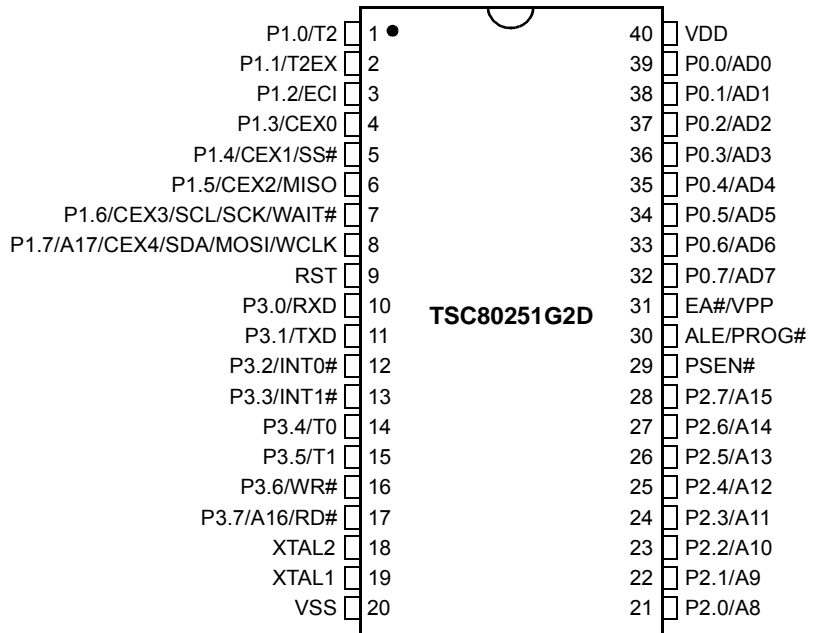 P1.0/T2 1 40 VDD
P1.1/T2EX 2 39 P0.0/AD0
P1.2/ECI 3 38 P0.1/AD1
P1.3/CEX0 4 37 P0.2/AD2
P1.4/CEX1/SS# 5 36 P0.3/AD3
P1.5/CEX2/MISO 6 35 P0.4/AD4
P1.6/CEX3/SCL/SCK/WAIT# 7 34 P0.5/AD5
P1.7/A17/CEX4/SDA/MOSI/WCLK 8 33 P0.6/AD6
RST 9 32 P0.7/AD7
P3.0/RXD 10 31 EA#/VPP
TSC80251G2D
P3.1/TXD 11 30 ALE/PROG#
P3.2/INT0# 12 29 PSEN#
P3.3/INT1# 13 28 P2.7/A15
P3.4/T0 14 27 P2.6/A14
P3.5/T1 15 26 P2.5/A13
P3.6/WR# 16 25 P2.4/A12
P3.7/A16/RD# 17 24 P2.3/A11
XTAL2 18 23 P2.2/A10
XTAL1 19 22 P2.1/A9
VSS 20 21 P2.0/A8